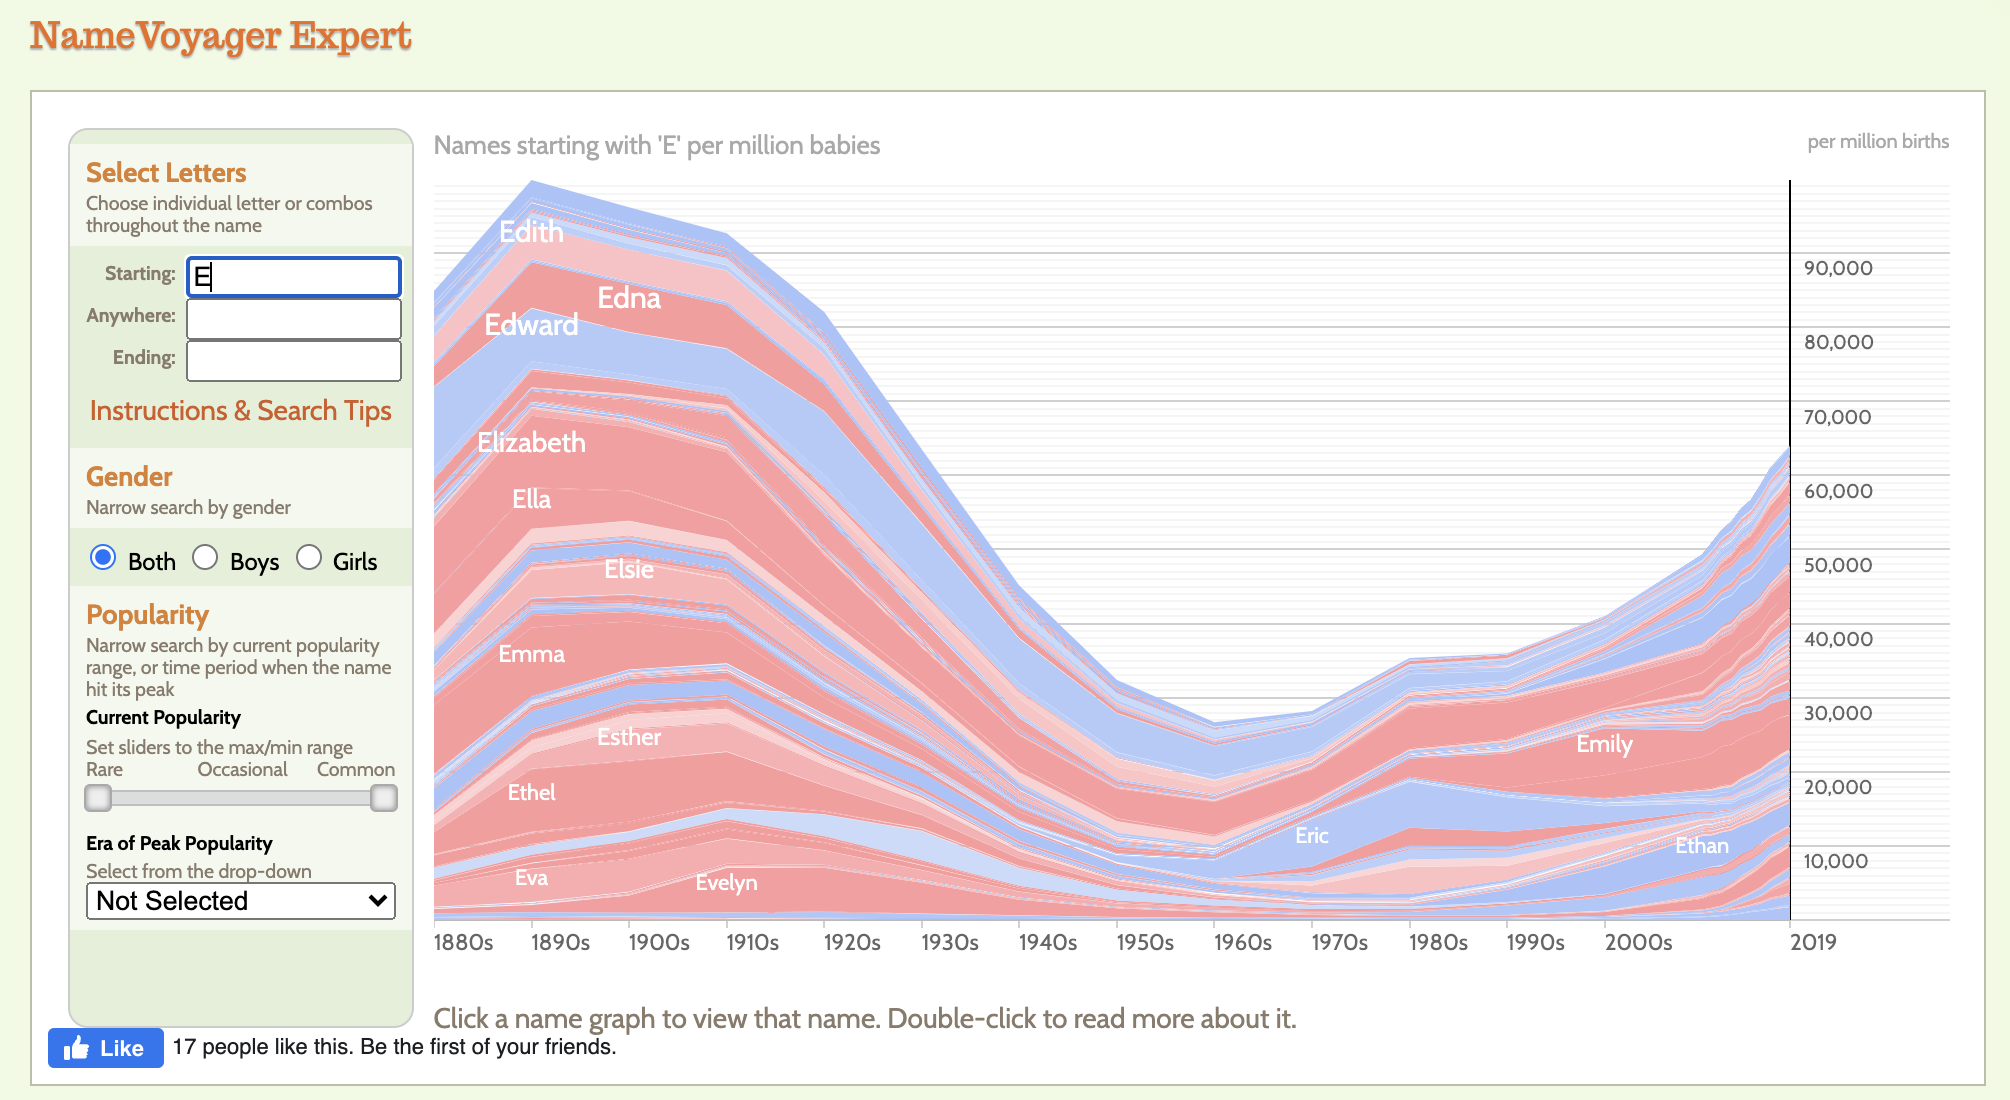 NameVoyager Expert
Select Letters
Choose individual letter or combos
throughout the name
Starting: E
Anywhere:
Ending:
Instructions & Search Tips
Gender
Narrow search by gender
Both Boys Girls
Popularity
Narrow search by current popularity
range, or time period when the name
hit its peak
Current Popularity
Set sliders to the max/min range
Rare Occasional Common
Era of Peak Popularity
Select from the drop-down
Not Selected
Names starting with 'E' per million babies
per million births
Edith
Edna
Edward
Elizabeth
Ella
Elsie
Emma
Esther
Ethel
Eva
Evelyn
Eric
Emily
Ethan
90,000
80,000
70,000
60,000
50,000
40,000
30,000
20,000
10,000
1880s 1890s 1900s 1910s 1920s 1930s 1940s 1950s 1960s 1970s 1980s 1990s 2000s 2019
Click a name graph to view that name. Double-click to read more about it.
Like 17 people like this. Be the first of your friends.